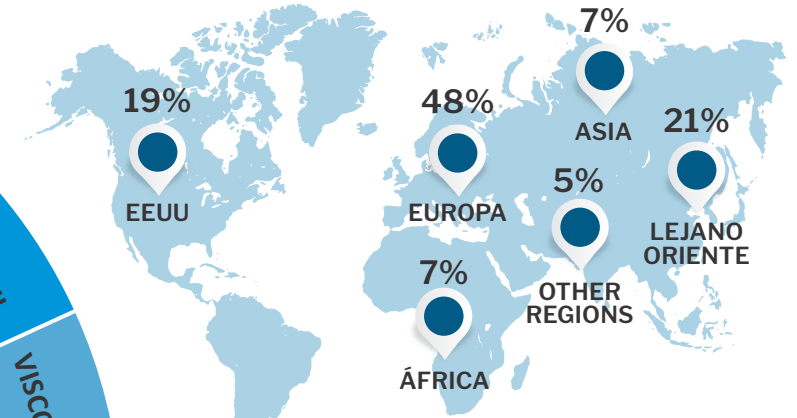 7%
ASIA
19%
EEUU
48%
EUROPA
21%
LEJANO
ORIENTE
5%
OTHER
REGIONS
7%
ÁFRICA